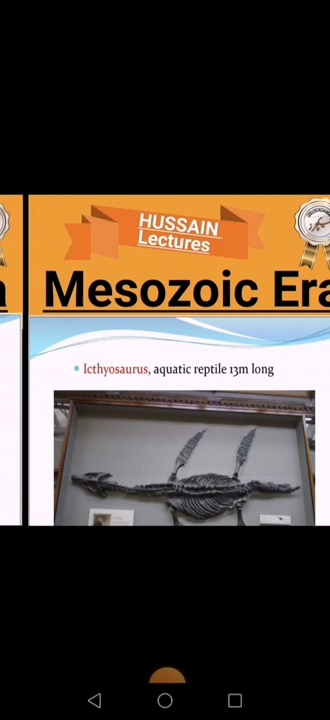 HUSSAIN
Lectures
a
Mesozoic Era
Icthyosaurus, aquatic reptile 13m long